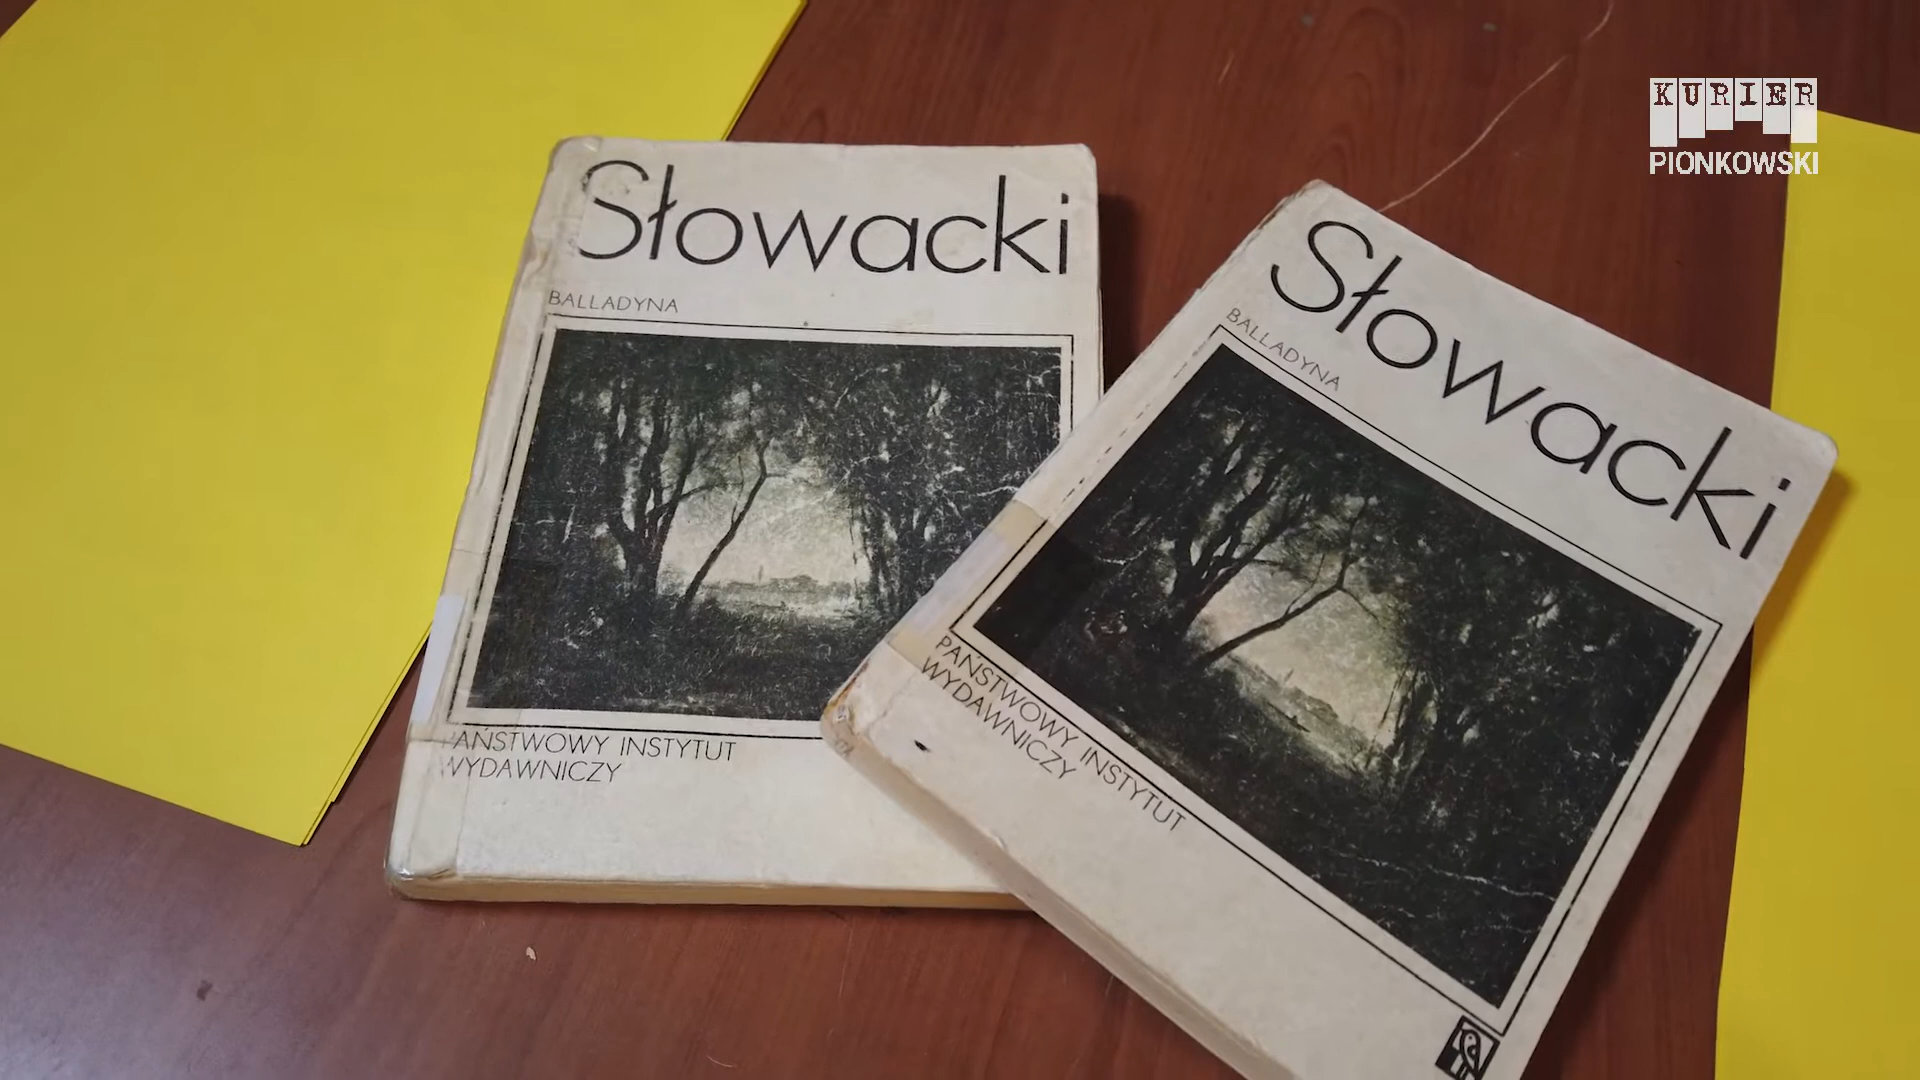 KURIER
PIONKOWSKI
Słowacki
BALLADYNA
PAŃSTWOWY INSTYTUT
WYDAWNICZY
Słowacki
BALLADYNA
PAŃSTWOWY INSTYTUT
WYDAWNICZY